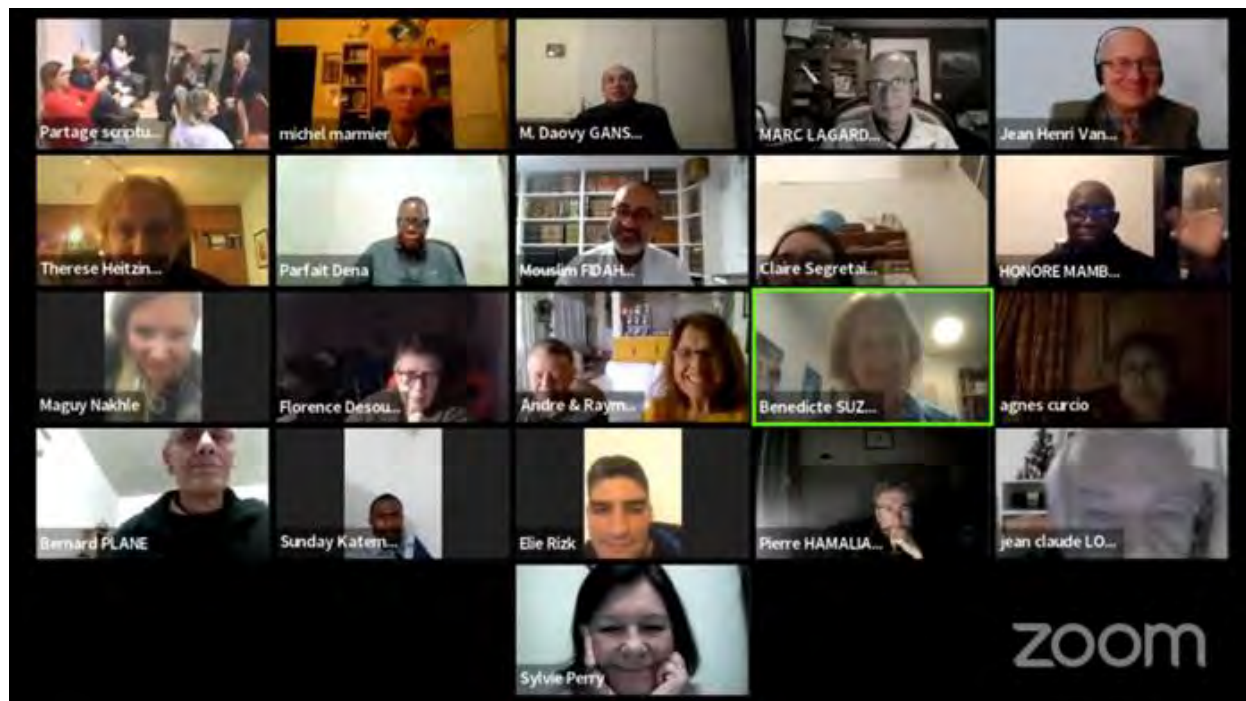 Partage scriptu...
michel marmier
M. Daovy GANS...
MARC LAGARD...
Jean Henri Van...
Therese Heitzin...
Parfait Dena
Mouslim FIDAH...
Claire Segretai...
HONORE MAMB...
Maguy Nakhle
Florence Desou...
Andre & Raym...
Benedicte SUZ...
agnes curcio
Bernard PLANE
Sunday Katem...
Elie Rizk
Pierre HAMALIA...
jean claude LO...
Sylvie Perry
zoom